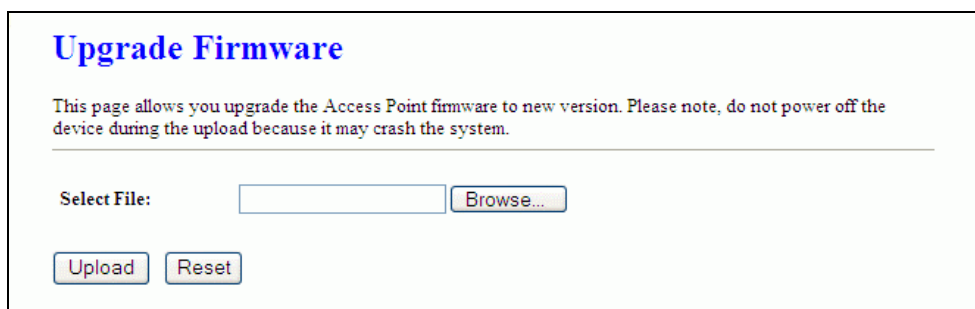 Upgrade Firmware
This page allows you upgrade the Access Point firmware to new version. Please note, do not power off the
device during the upload because it may crash the system.
Select File: Browse...
Upload Reset